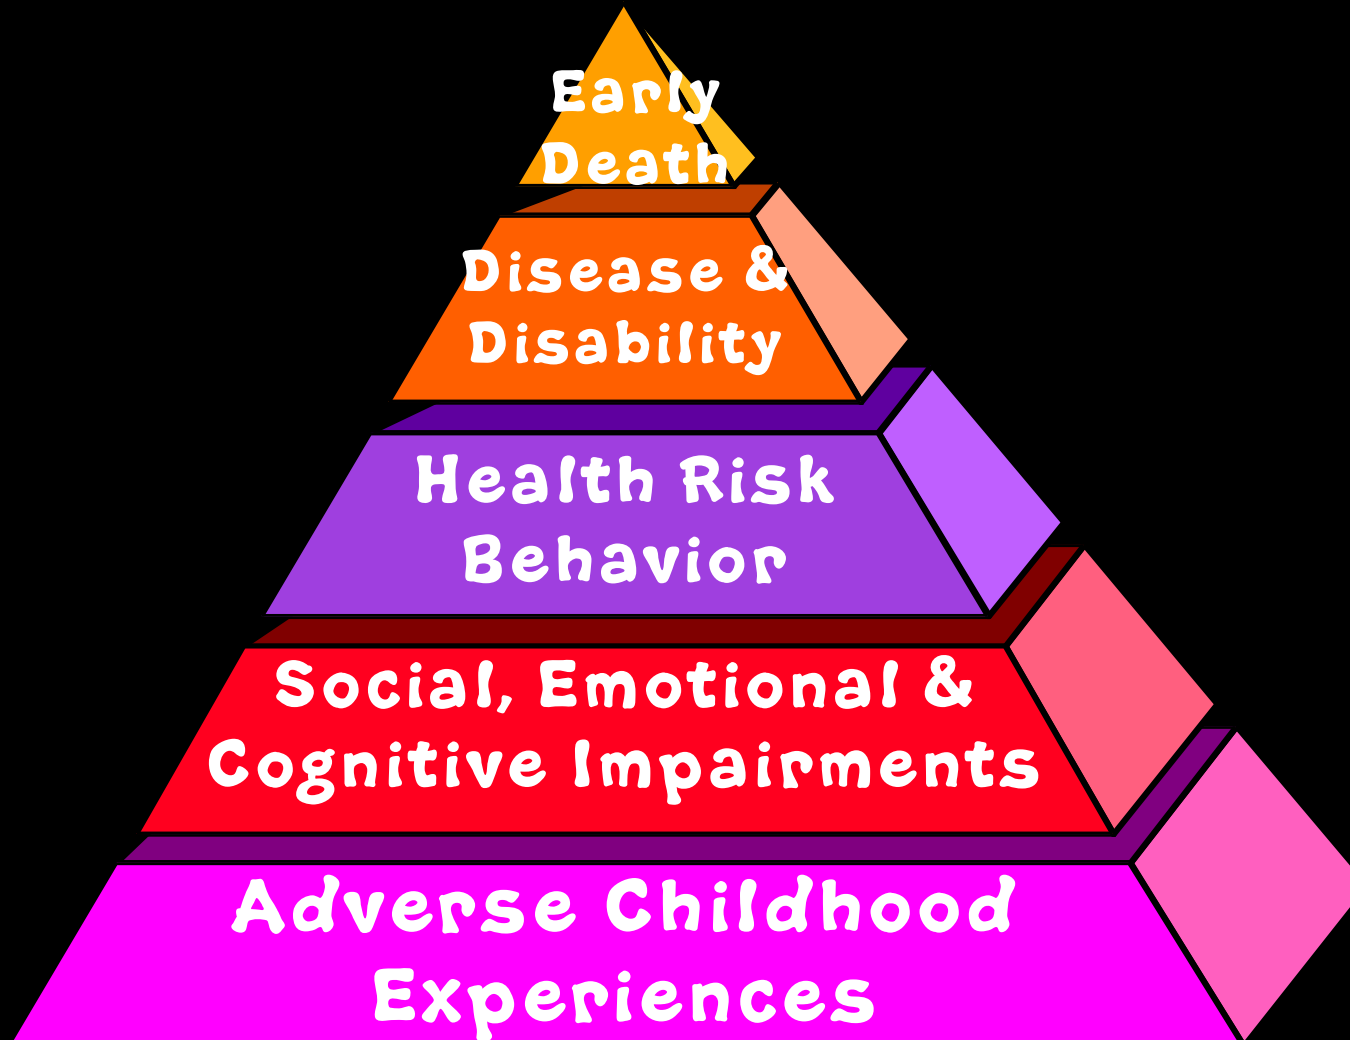 Early
Death
Disease &
Disability
Health Risk
Behavior
Social, Emotional &
Cognitive Impairments
Adverse Childhood
Experiences